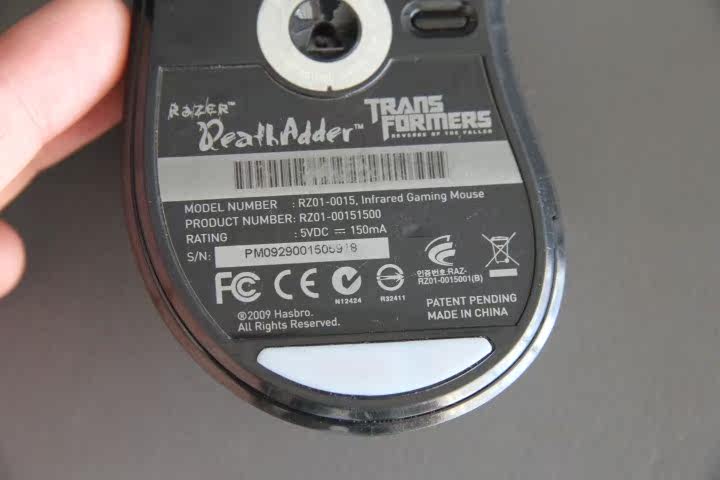 RAZER™
DeathAdder™
TRANSFORMERS
REVENGE OF THE FALLEN
MODEL NUMBER : RZ01-0015, Infrared Gaming Mouse
PRODUCT NUMBER: RZ01-00151500
RATING : 5VDC ⎓ 150mA
S/N:
FC CE
N12424
R32411
인증번호:RAZ-
RZ01-0015001(B)
®2009 Hasbro.
All Rights Reserved.
PATENT PENDING
MADE IN CHINA